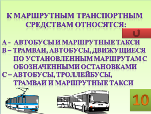 К МАРШРУТНЫМ ТРАНСПОРТНЫМ
СРЕДСТВАМ ОТНОСЯТСЯ:
А – АВТОБУСЫ И МАРШРУТНЫЕ ТАКСИ
В – ТРАМВАИ, АВТОБУСЫ, ДВИЖУЩИЕСЯ
ПО УСТАНОВЛЕННЫМ МАРШРУТАМ С
ОБОЗНАЧЕННЫМИ ОСТАНОВКАМИ
С – АВТОБУСЫ, ТРОЛЛЕЙБУСЫ,
ТРАМВАИ И МАРШРУТНЫЕ ТАКСИ
10